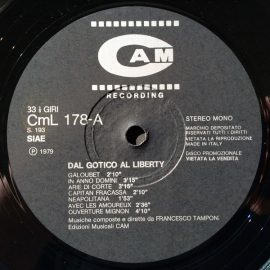 CAM
RECORDING
33 ⅓ GIRI
CmL 178-A
S. 193
SIAE
Ⓟ 1979
STEREO MONO
MARCHIO DEPOSITATO
RISERVATI TUTTI I DIRITTI
VIETATA LA RIPRODUZIONE
MADE IN ITALY
DISCO PROMOZIONALE
VIETATA LA VENDITA
DAL GOTICO AL LIBERTY
GALOUBET 2'10"
IN ANNO DOMINI 3'15"
ARIE DI CORTE 3'15"
CAPITAN FRACASSA 2'10"
NEAPOLITANA 1'53"
AVEC LES AMOUREUX 2'36"
OUVERTURE MIGNON 4'10"
Musiche composte e dirette da FRANCESCO TAMPONI
Edizioni Musicali CAM